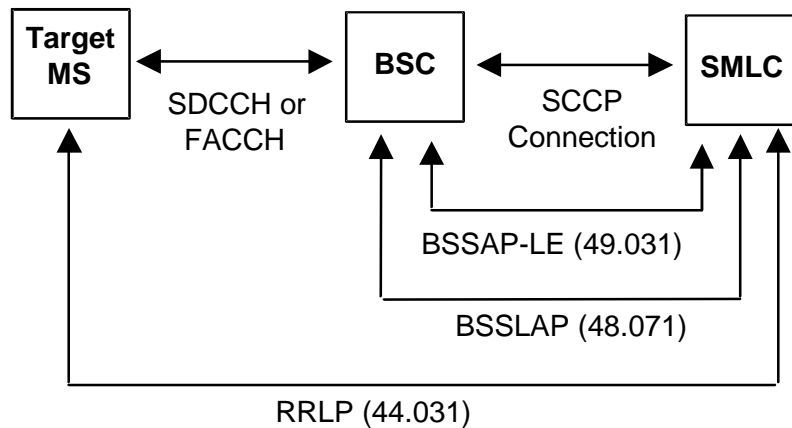 Target
MS
BSC
SMLC
SDCCH or
FACCH
SCCP
Connection
BSSAP-LE (49.031)
BSSLAP (48.071)
RRLP (44.031)